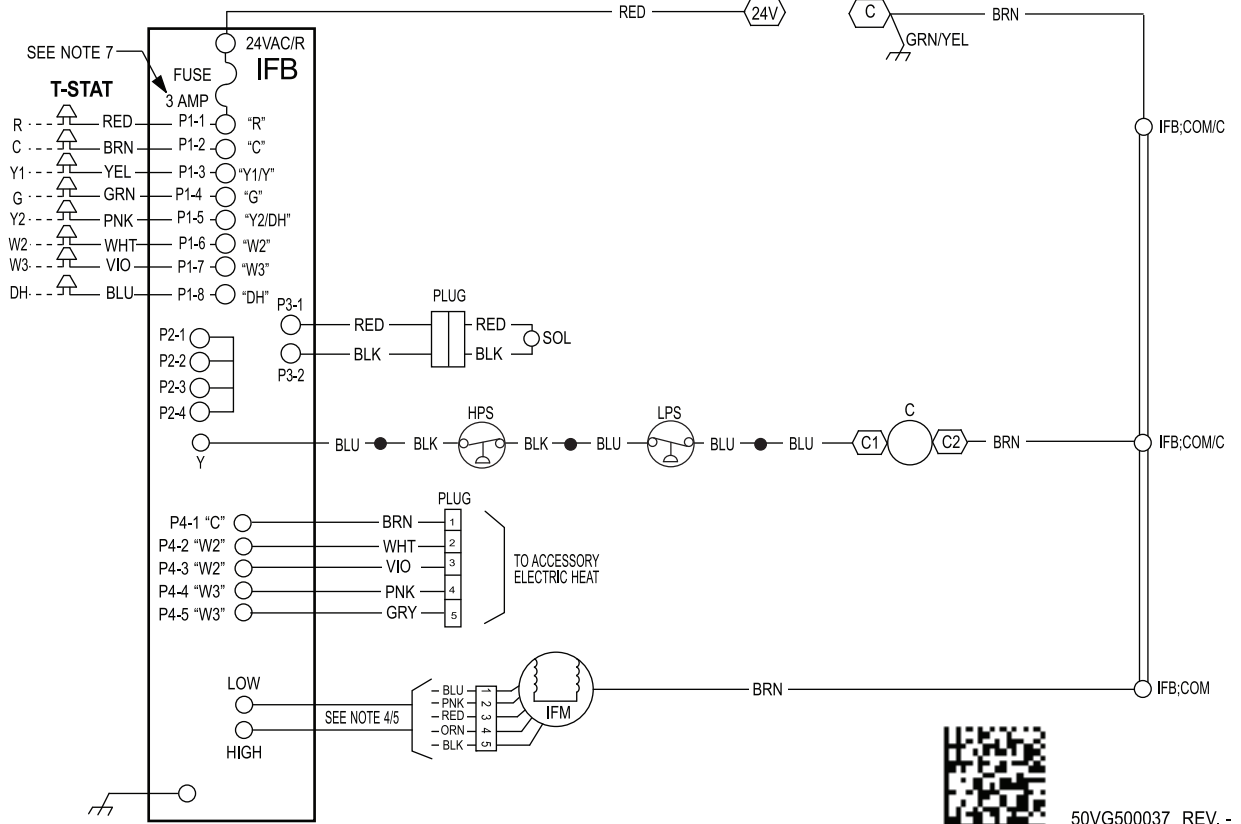 RED
24V
C
BRN
GRN/YEL
SEE NOTE 7
24VAC/R
IFB
FUSE
3 AMP
T-STAT
R RED P1-1 “R”
C BRN P1-2 “C”
Y1 YEL P1-3 “Y1/Y”
G GRN P1-4 “G”
Y2 PNK P1-5 “Y2/DH”
W2 WHT P1-6 “W2”
W3 VIO P1-7 “W3”
DH BLU P1-8 “DH”
IFB;COM/C
P3-1
PLUG
RED RED
SOL
BLK BLK
P3-2
P2-1
P2-2
P2-3
P2-4
HPS
LPS
C
Y
BLU BLK BLK BLU BLU BLU C1 C2 BRN IFB;COM/C
PLUG
P4-1 “C” BRN 1
P4-2 “W2” WHT 2
P4-3 “W2” VIO 3
P4-4 “W3” PNK 4
P4-5 “W3” GRY 5
TO ACCESSORY
ELECTRIC HEAT
LOW
HIGH
SEE NOTE 4/5
BLU 1
PNK 2
RED 3
ORN 4
BLK 5
IFM
BRN
IFB;COM
50VG500037 REV. -